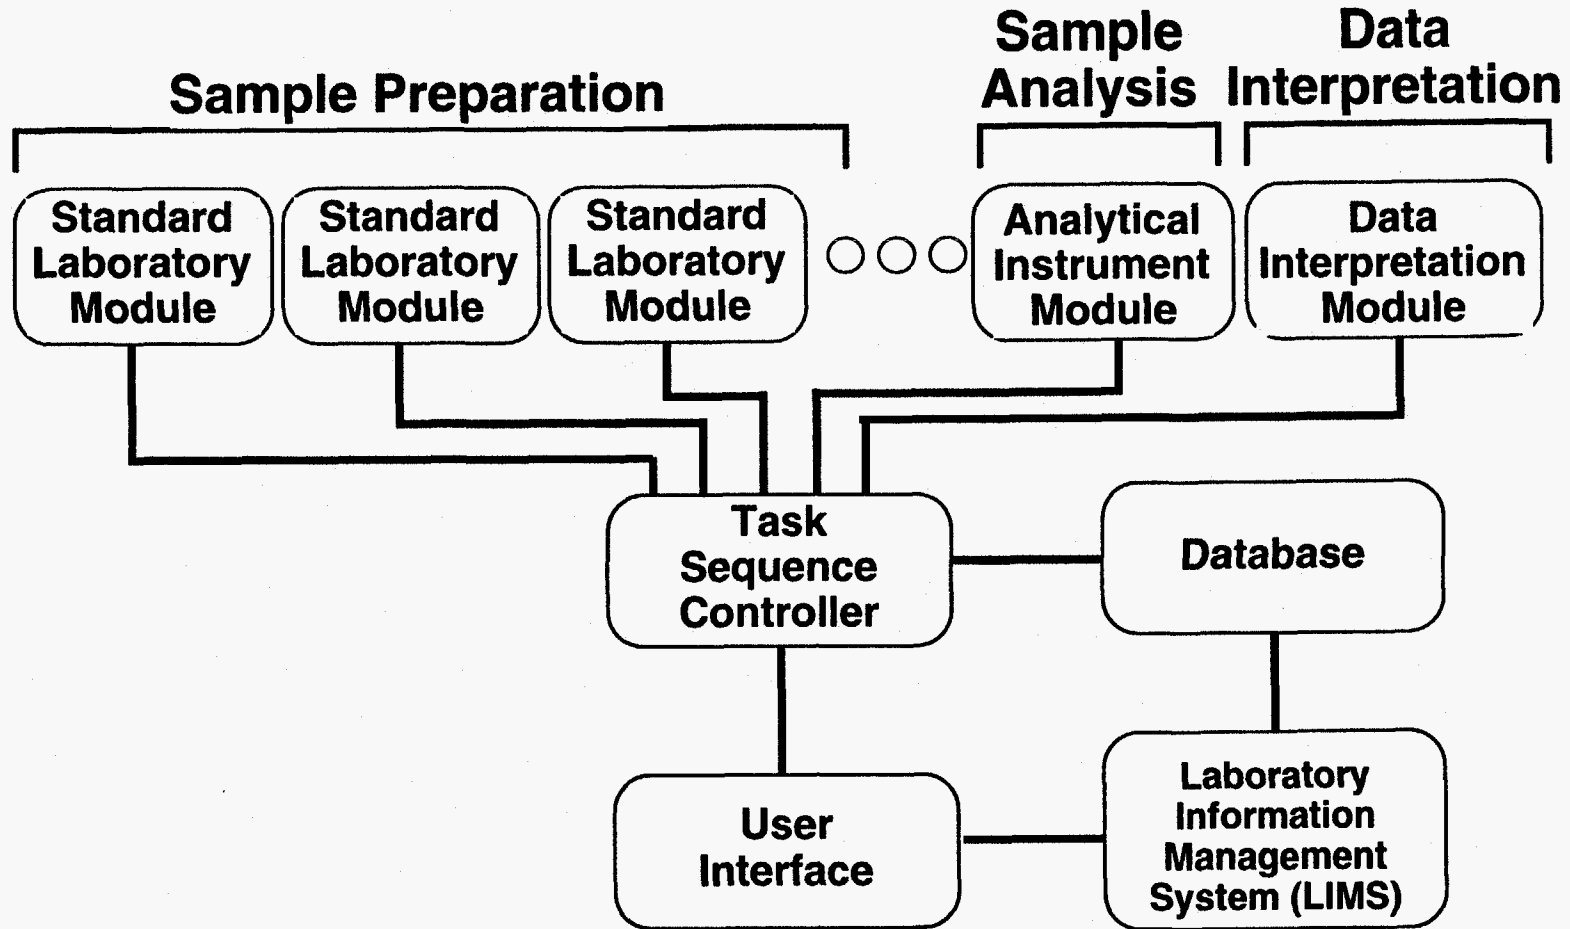 Sample Preparation
Sample
Analysis
Data
Interpretation
Standard
Laboratory
Module
Standard
Laboratory
Module
Standard
Laboratory
Module
Analytical
Instrument
Module
Data
Interpretation
Module
Task
Sequence
Controller
Database
User
Interface
Laboratory
Information
Management
System (LIMS)